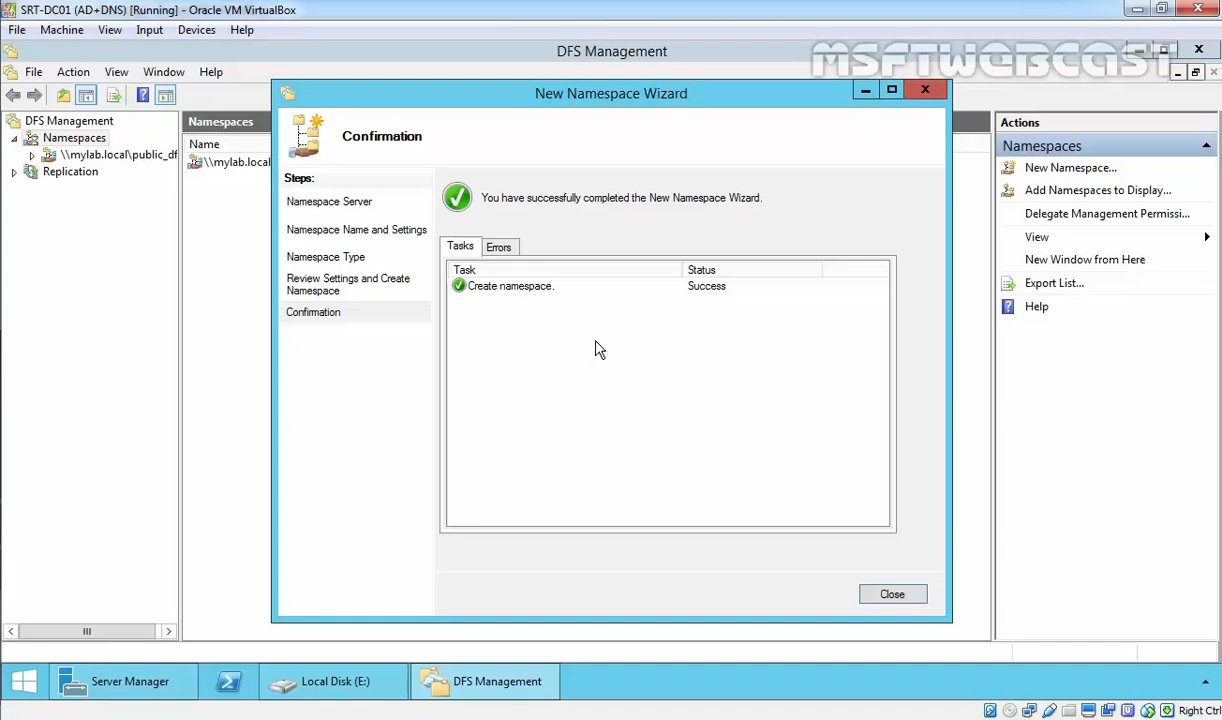 SRT-DC01 (AD+DNS) [Running] - Oracle VM VirtualBox
File Machine View Input Devices Help
DFS Management
MSFTWEBCAST
File Action View Window Help
New Namespace Wizard
DFS Management
Namespaces
\\mylab.local\public_df
Replication
Namespaces
Name
\\mylab.local
Confirmation
Steps:
Namespace Server
Namespace Name and Settings
Namespace Type
Review Settings and Create
Namespace
Confirmation
You have successfully completed the New Namespace Wizard.
Tasks Errors
Task Status
Create namespace. Success
Close
Actions
Namespaces
New Namespace...
Add Namespaces to Display...
Delegate Management Permissi...
View
New Window from Here
Export List...
Help
Server Manager
Local Disk (E:)
DFS Management
Right Ctrl